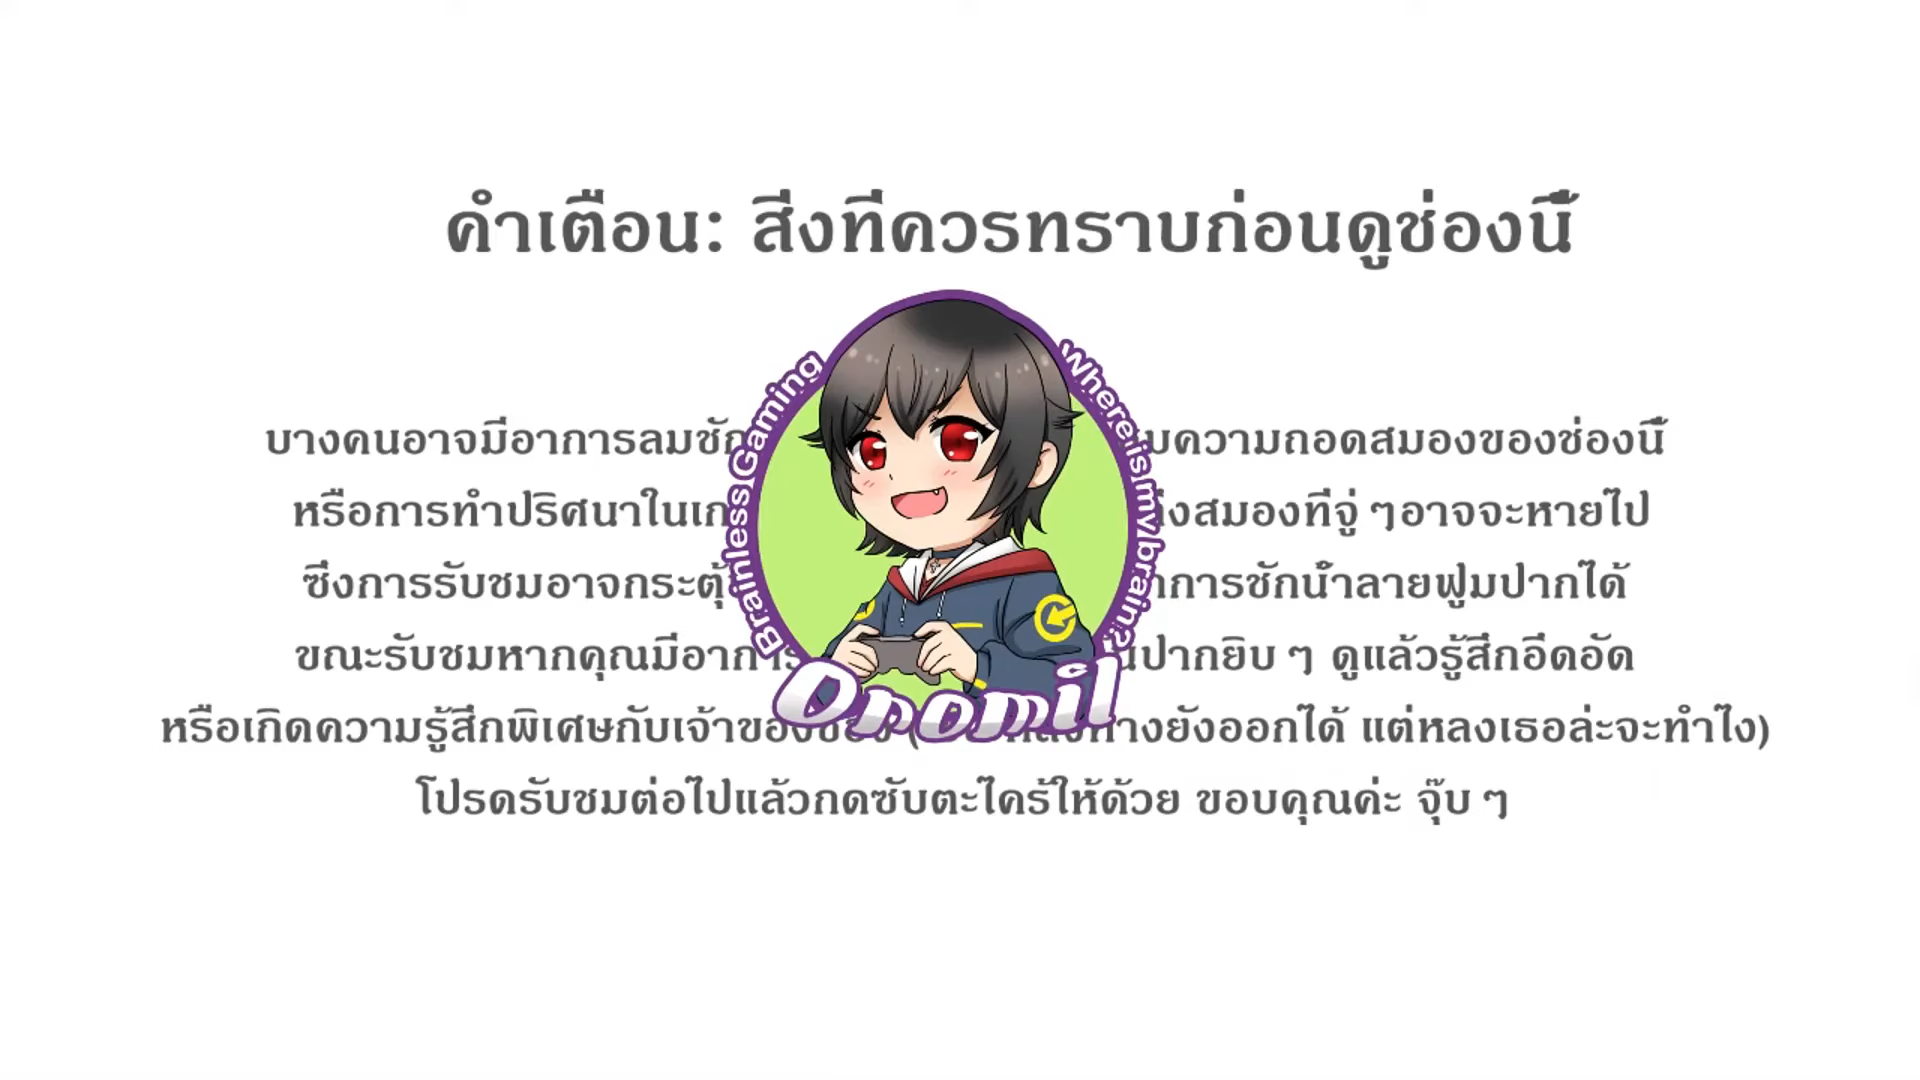 คำเตือน: สิ่งที่ควรทราบก่อนดูช่องนี้
Brainless Gaming
Where is my brain?
บางคนอาจมีอาการลมชัก ความถอดสมองของช่องนี้
หรือการทำปริศนาในเก สมองที่จู่ ๆอาจจะหายไป
ซึ่งการรับชมอาจกระตุ้ อาการชักน้ำลายฟูมปากได้
ขณะรับชมหากคุณมีอาการ ปากยิบ ๆ ดูแล้วรู้สึกอึดอัด
หรือเกิดความรู้สึกพิเศษกับเจ้าของช่อง ( ทางยังออกได้ แต่หลงเธอล่ะจะทำไง)
Onomil
โปรดรับชมต่อไปแล้วกดซับตะไคร้ให้ด้วย ขอบคุณค่ะ จุ๊บ ๆ